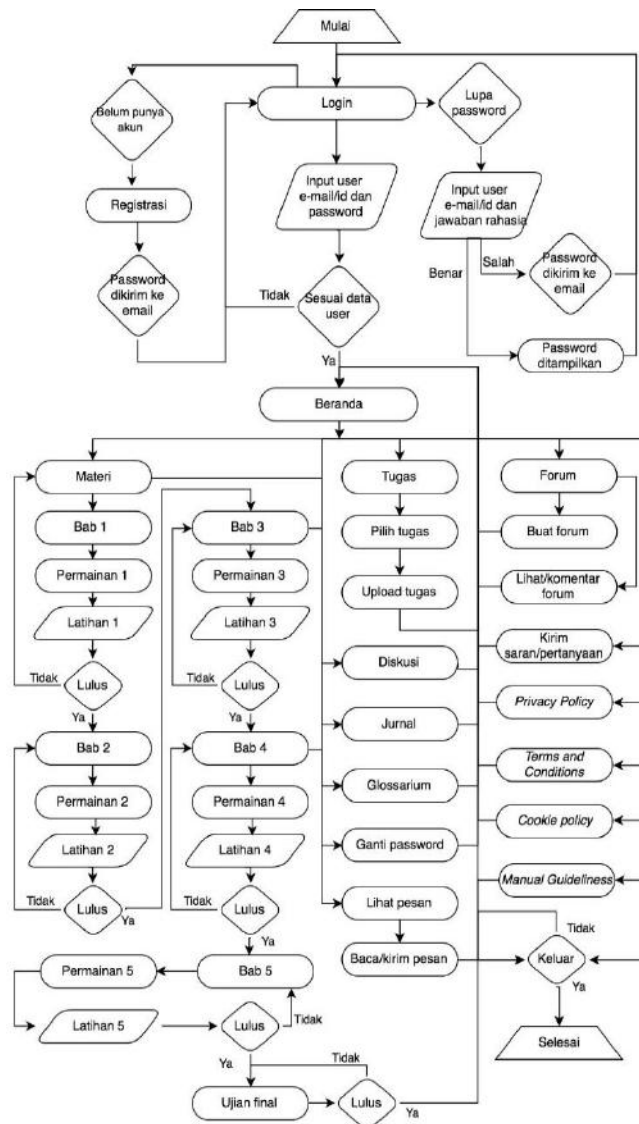 Mulai
Belum punya
akun
Login
Lupa
password
Registrasi
Input user
e-mail/id dan
password
Input user
e-mail/id dan
jawaban rahasia
Password
dikirim ke
email
Tidak
Sesuai data
user
Benar
Salah
Password
dikirim ke
email
Ya
Password
ditampilkan
Beranda
Materi
Tugas
Forum
Bab 1
Bab 3
Pilih tugas
Buat forum
Permainan 1
Permainan 3
Upload tugas
Lihat/komentar
forum
Latihan 1
Latihan 3
Diskusi
Kirim
saran/pertanyaan
Tidak
Lulus
Tidak
Lulus
Jurnal
Privacy Policy
Ya
Ya
Bab 2
Bab 4
Glossarium
Terms and
Conditions
Permainan 2
Permainan 4
Ganti password
Cookie policy
Latihan 2
Latihan 4
Lihat pesan
Manual Guideliness
Tidak
Lulus
Ya
Tidak
Lulus
Tidak
Ya
Baca/kirim pesan
Keluar
Permainan 5
Bab 5
Ya
Latihan 5
Lulus
Tidak
Selesai
Ya
Tidak
Ujian final
Lulus
Ya